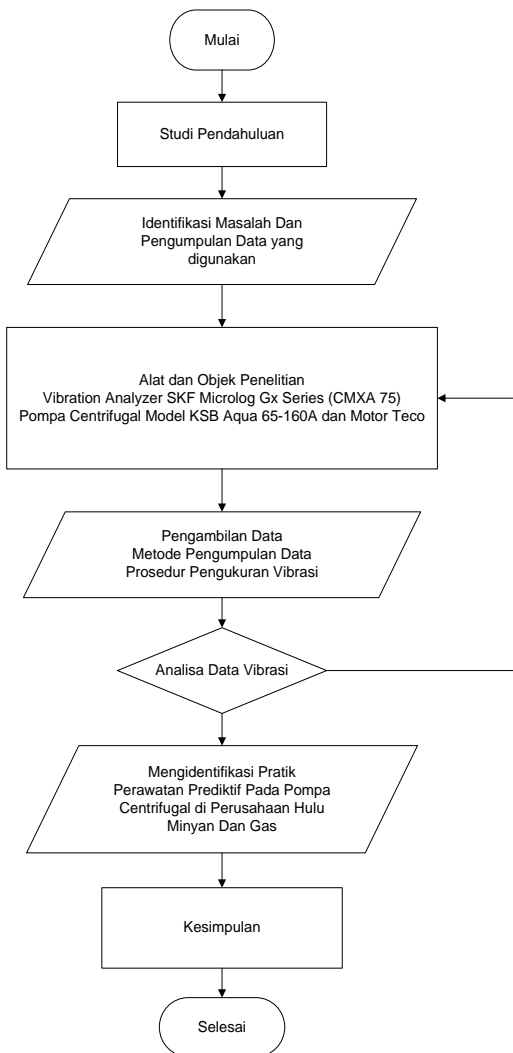 Mulai
Studi Pendahuluan
Identifikasi Masalah Dan
Pengumpulan Data yang
digunakan
Alat dan Objek Penelitian
Vibration Analyzer SKF Microlog Gx Series (CMXA 75)
Pompa Centrifugal Model KSB Aqua 65-160A dan Motor Teco
Pengambilan Data
Metode Pengumpulan Data
Prosedur Pengukuran Vibrasi
Analisa Data Vibrasi
Mengidentifikasi Pratik
Perawatan Prediktif Pada Pompa
Centrifugal di Perusahaan Hulu
Minyan Dan Gas
Kesimpulan
Selesai